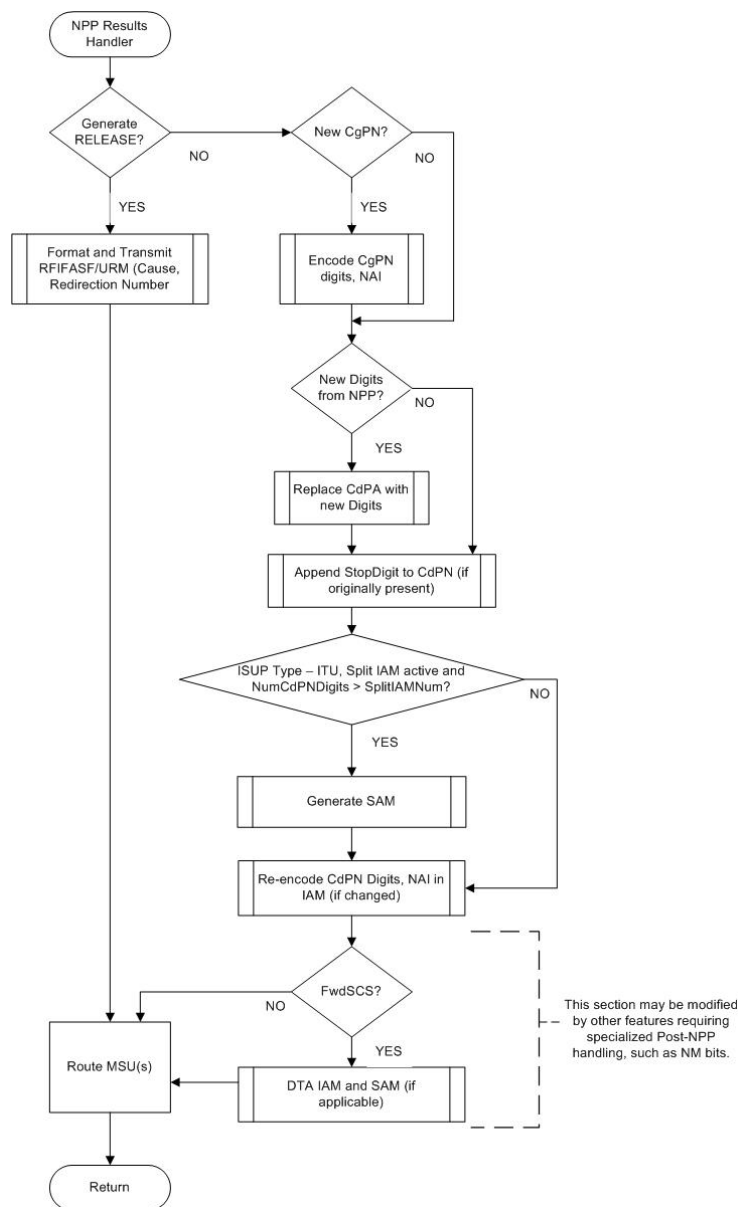 NPP Results
Handler
Generate
RELEASE?
NO
New CgPN?
NO
YES
YES
Format and Transmit
RFIFASF/URM (Cause,
Redirection Number
Encode CgPN
digits, NAI
New Digits
from NPP?
NO
YES
Replace CdPA with
new Digits
Append StopDigit to CdPN (if
originally present)
ISUP Type – ITU, Split IAM active and
NumCdPNDigits > SplitIAMNum?
NO
YES
Generate SAM
Re-encode CdPN Digits, NAI in
IAM (if changed)
FwdSCS?
NO
YES
This section may be modified
by other features requiring
specialized Post-NPP
handling, such as NM bits.
Route MSU(s)
DTA IAM and SAM (if
applicable)
Return